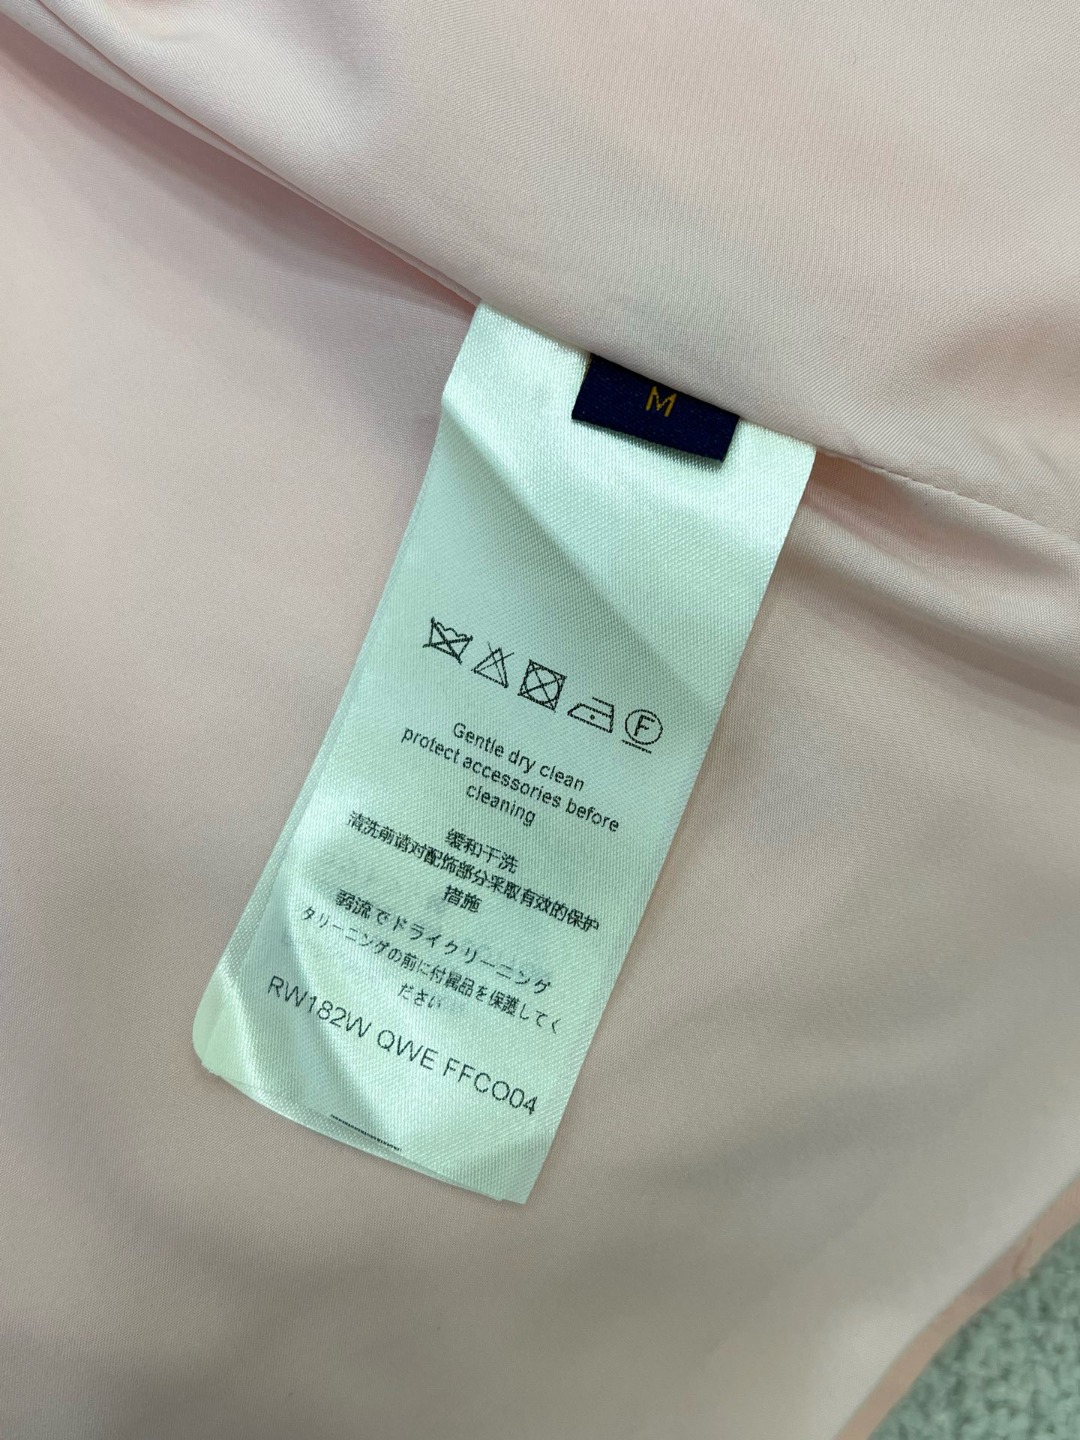 M
F
Gentle dry clean
protect accessories before
cleaning
缓和干洗
清洗前请对配饰部分采取有效的保护
措施
弱流でドライクリーニング
タリーニングの前に付属品を保護してく
ださい
RW182W QWE FFCO04